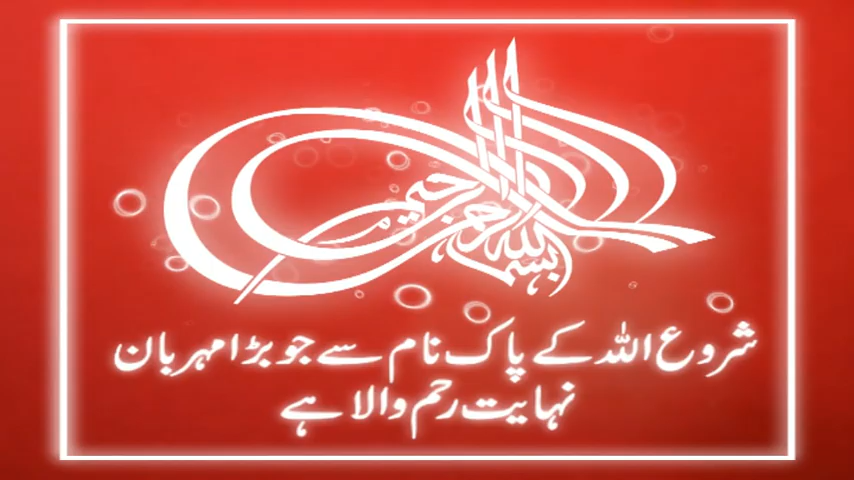 بسم الله الرحمن الرحيم
شروع اللہ کے پاک نام سے جو بڑا مہربان
نہایت رحم والا ہے